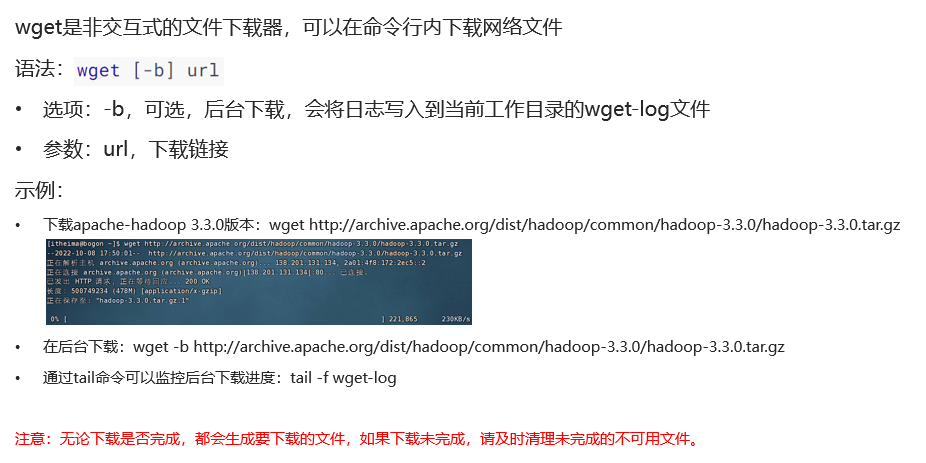 wget是非交互式的文件下载器，可以在命令行内下载网络文件
语法：wget [-b] url
• 选项：-b，可选，后台下载，会将日志写入到当前工作目录的wget-log文件
• 参数：url，下载链接
示例：
• 下载apache-hadoop 3.3.0版本：wget http://archive.apache.org/dist/hadoop/common/hadoop-3.3.0/hadoop-3.3.0.tar.gz
[itheima@bogon ~]$ wget http://archive.apache.org/dist/hadoop/common/hadoop-3.3.0/hadoop-3.3.0.tar.gz
--2022-10-08 17:50:01-- http://archive.apache.org/dist/hadoop/common/hadoop-3.3.0/hadoop-3.3.0.tar.gz
正在解析主机 archive.apache.org (archive.apache.org)... 138.201.131.134, 2a01:4f8:172:2ec5::2
正在连接 archive.apache.org (archive.apache.org)|138.201.131.134|:80... 已连接。
已发出 HTTP 请求，正在等待回应... 200 OK
长度：500749234 (478M) [application/x-gzip]
正在保存至: "hadoop-3.3.0.tar.gz.1"
0% [ ] 221,865 230KB/s
• 在后台下载：wget -b http://archive.apache.org/dist/hadoop/common/hadoop-3.3.0/hadoop-3.3.0.tar.gz
• 通过tail命令可以监控后台下载进度：tail -f wget-log
注意：无论下载是否完成，都会生成要下载的文件，如果下载未完成，请及时清理未完成的不可用文件。